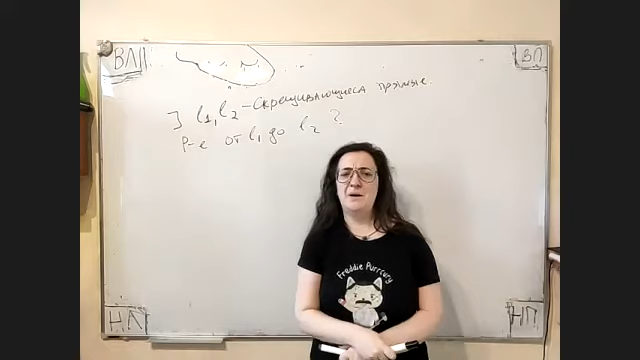 ВЛ
ВП
] l₁, l₂ - скрещивающиеся прямые.
Р-е от l₁ до l₂ ?
Freddie Purrcury
НЛ
НП